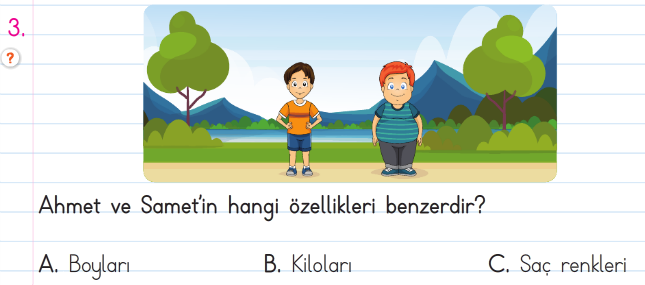 3.
?
Ahmet ve Samet'in hangi özellikleri benzerdir?
A. Boyları B. Kiloları C. Saç renkleri